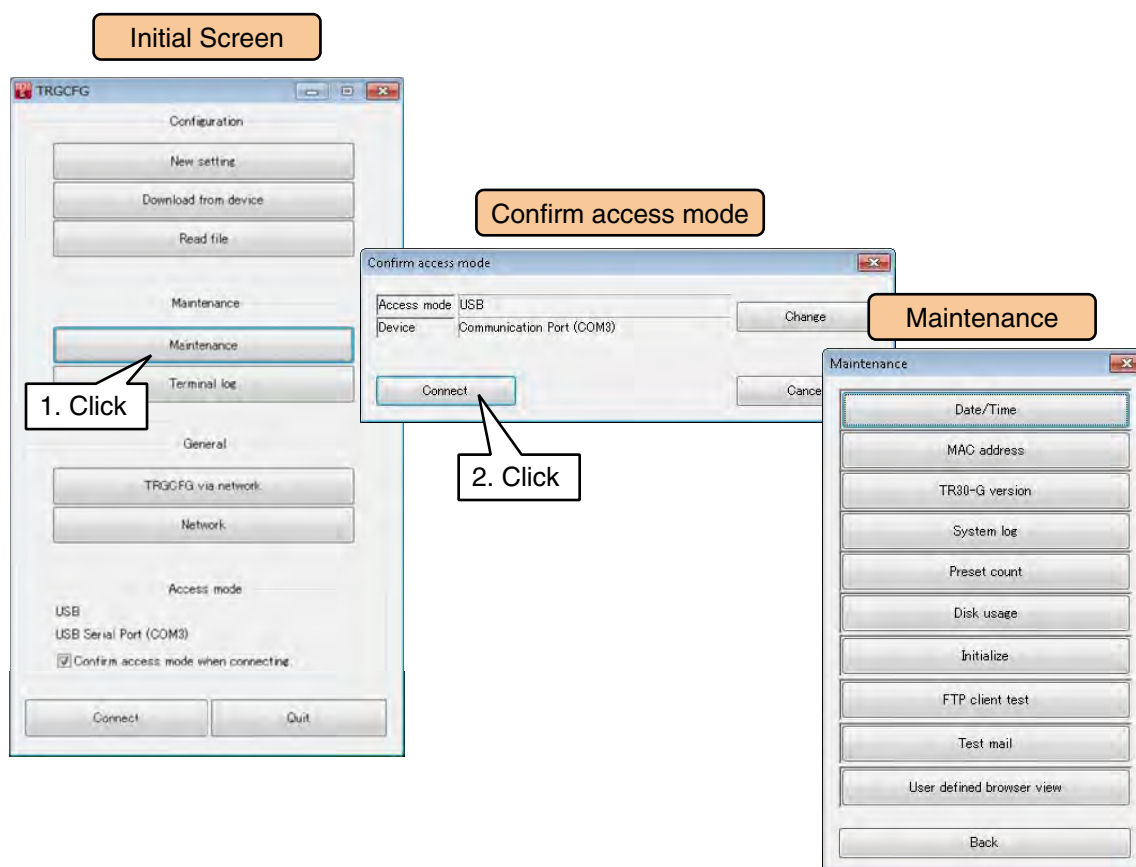 Initial Screen
TRGCFG
Configuration
New setting
Download from device
Read file
Maintenance
Maintenance
Terminal log
1. Click
General
TRGCFG via network
Network
Access mode
USB
USB Serial Port (COM3)
Confirm access mode when connecting
Connect
Quit
Confirm access mode
Confirm access mode
Access mode USB
Device Communication Port (COM3)
Change
Connect
Cance
2. Click
Maintenance
Maintenance
Date/Time
MAC address
TR30-G version
System log
Preset count
Disk usage
Initialize
FTP client test
Test mail
User defined browser view
Back